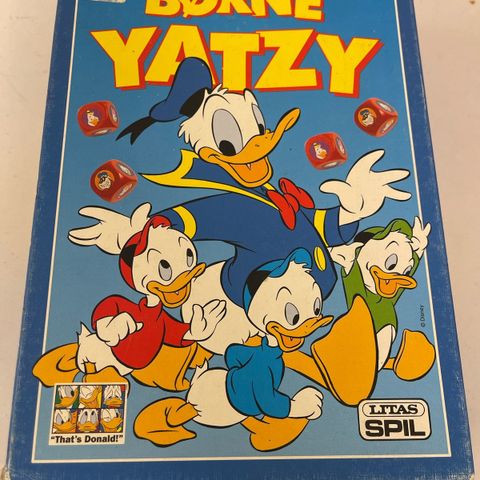 BØRNE
YATZY
© Disney
"That's Donald!"
LITAS
SPIL